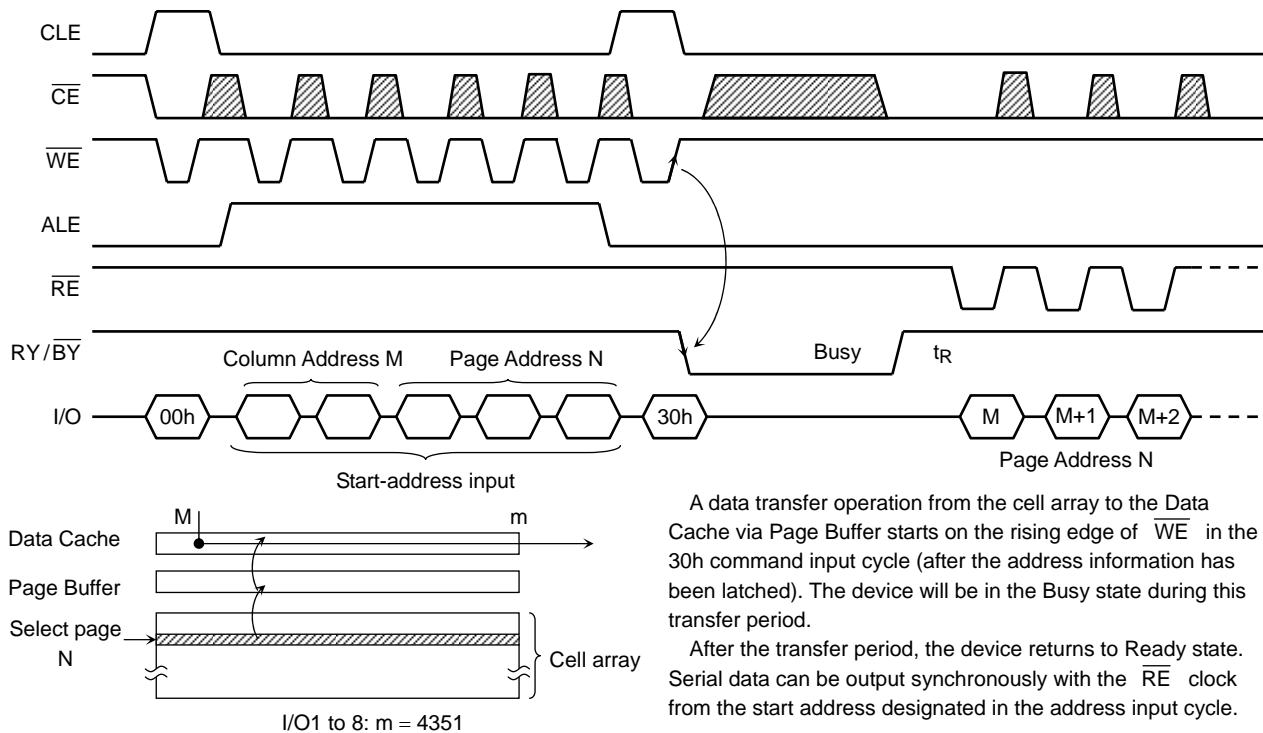 CLE
CE
WE
ALE
RE
RY/BY Busy tR
Column Address M Page Address N
I/O 00h 30h M M+1 M+2
Page Address N
Start-address input
M m
Data Cache
Page Buffer
Select page
N
Cell array
I/O1 to 8: m = 4351
A data transfer operation from the cell array to the Data
Cache via Page Buffer starts on the rising edge of WE in the
30h command input cycle (after the address information has
been latched). The device will be in the Busy state during this
transfer period.
After the transfer period, the device returns to Ready state.
Serial data can be output synchronously with the RE clock
from the start address designated in the address input cycle.